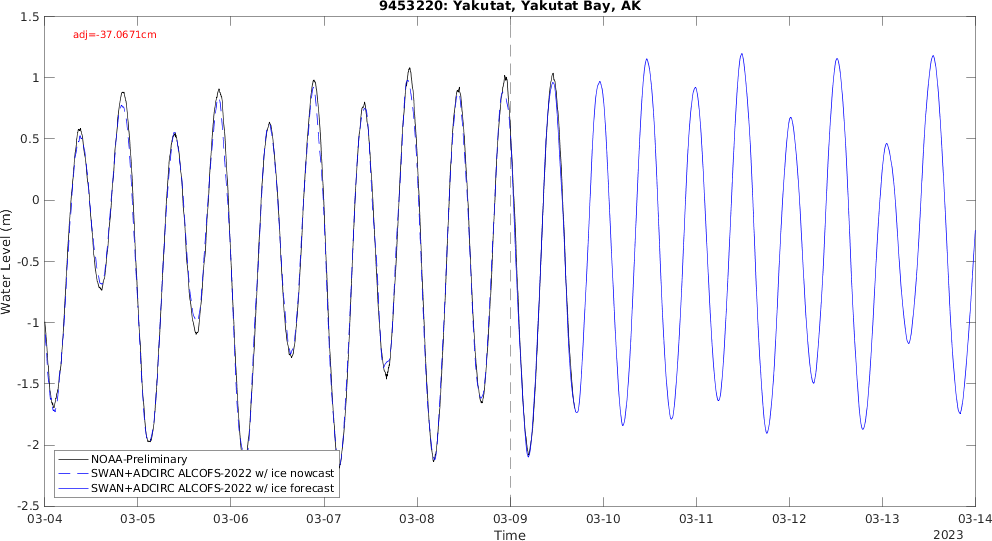 9453220: Yakutat, Yakutat Bay, AK
adj=-37.0671cm
1.5
1
0.5
0
-0.5
-1
-1.5
-2
-2.5
Water Level (m)
NOAA-Preliminary
SWAN+ADCIRC ALCOFS-2022 w/ ice nowcast
SWAN+ADCIRC ALCOFS-2022 w/ ice forecast
03-04 03-05 03-06 03-07 03-08 03-09 03-10 03-11 03-12 03-13 03-14
Time
2023